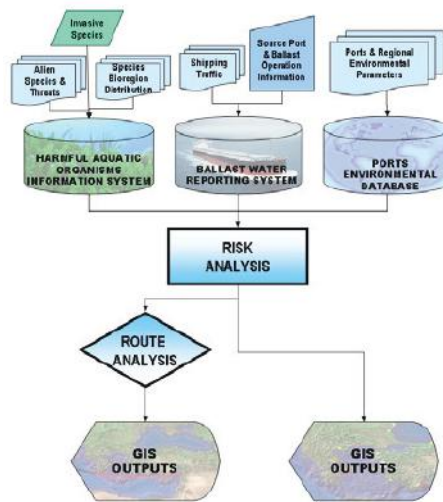 Invasive
Species
Alien
Species &
Threats
Species
Bioregion
Distribution
Shipping
Traffic
Source Port
& Ballast
Operation
Information
Ports & Regional
Environmental
Parameters
HARMFUL AQUATIC
ORGANISMS
INFORMATION SYSTEM
BALLAST WATER
REPORTING SYSTEM
PORTS
ENVIRONMENTAL
DATABASE
RISK
ANALYSIS
ROUTE
ANALYSIS
GIS
OUTPUTS
GIS
OUTPUTS